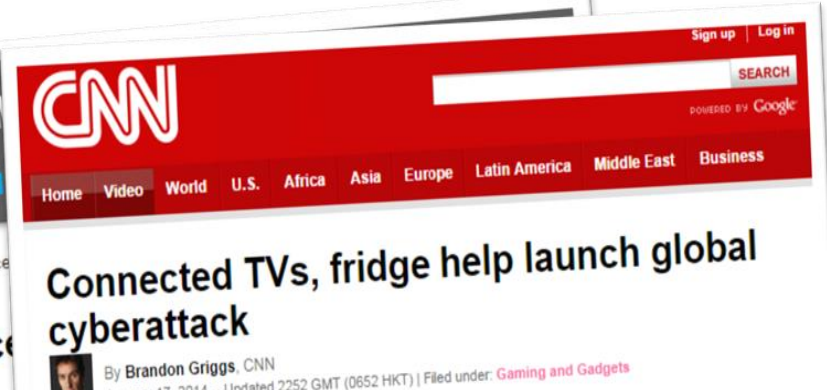 Sign up | Log in
CNN
SEARCH
POWERED BY Google
Home Video World U.S. Africa Asia Europe Latin America Middle East Business
Connected TVs, fridge help launch global
cyberattack
By Brandon Griggs, CNN
17, 2014 Updated 2252 GMT (0652 HKT) | Filed under: Gaming and Gadgets